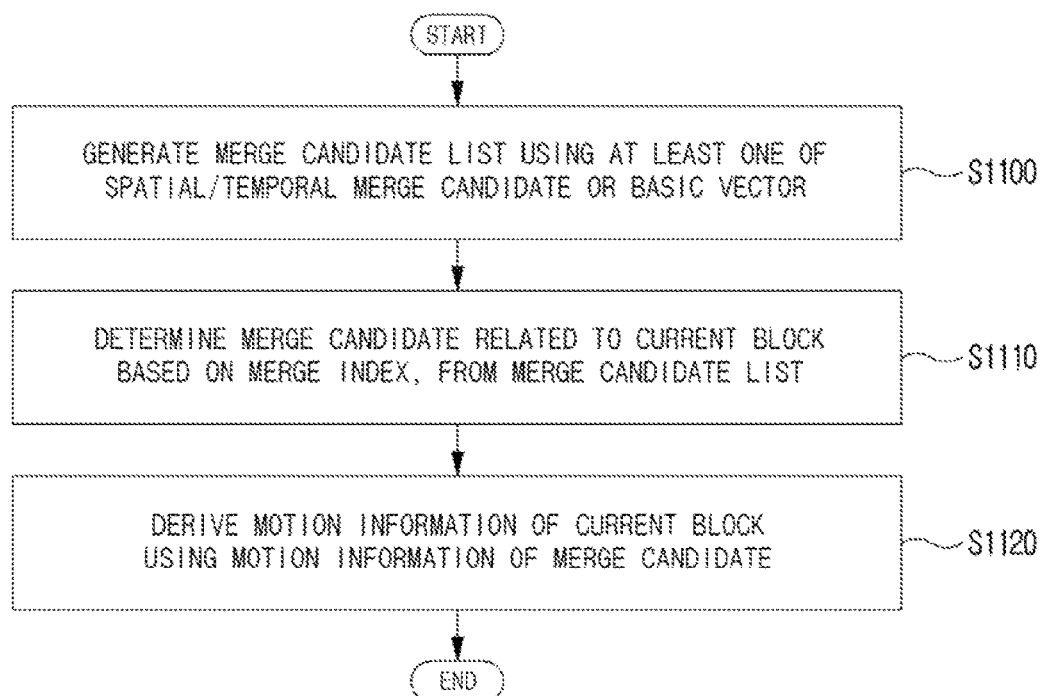 START
GENERATE MERGE CANDIDATE LIST USING AT LEAST ONE OF
SPATIAL/TEMPORAL MERGE CANDIDATE OR BASIC VECTOR
S1100
DETERMINE MERGE CANDIDATE RELATED TO CURRENT BLOCK
BASED ON MERGE INDEX, FROM MERGE CANDIDATE LIST
S1110
DERIVE MOTION INFORMATION OF CURRENT BLOCK
USING MOTION INFORMATION OF MERGE CANDIDATE
S1120
END